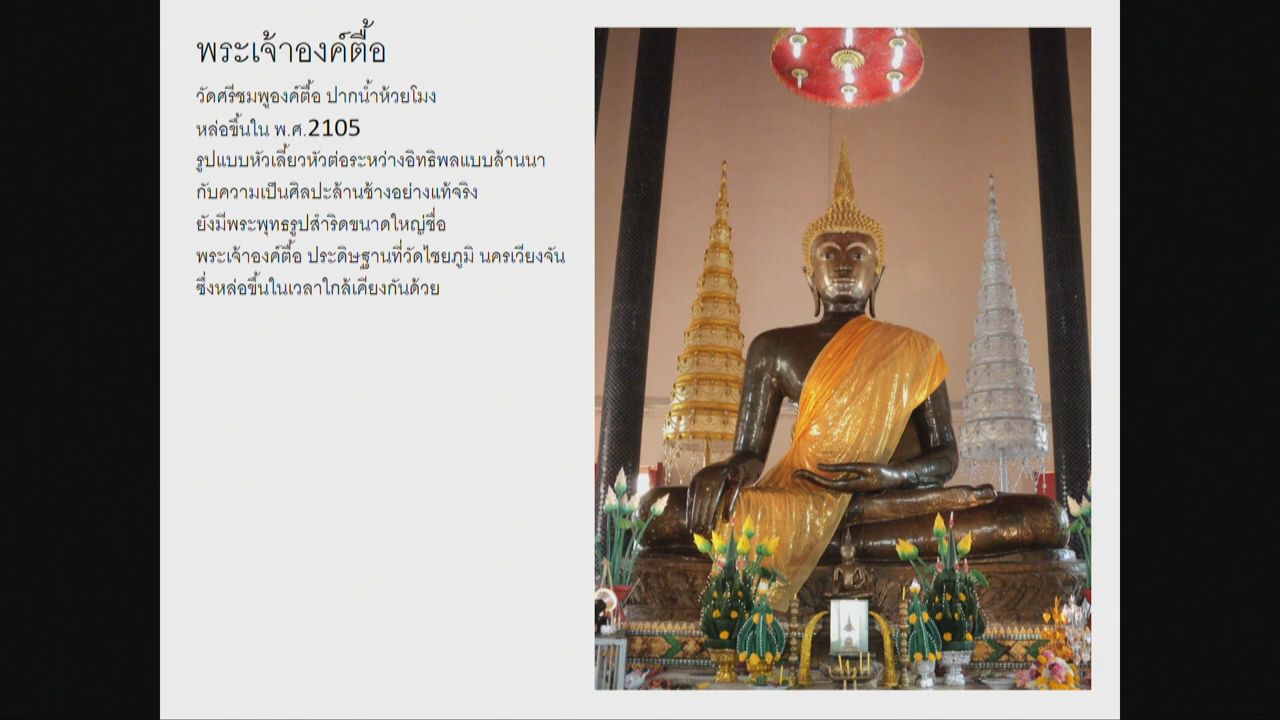 พระเจ้าองค์ตื้อ
วัดศรีชมพูองค์ตื้อ ปากน้ำห้วยโมง
หล่อขึ้นใน พ.ศ.2105
รูปแบบหัวเลี้ยวหัวต่อระหว่างอิทธิพลแบบล้านนา
กับความเป็นศิลปะล้านช้างอย่างแท้จริง
ยังมีพระพุทธรูปสำริดขนาดใหญ่ชื่อ
พระเจ้าองค์ตื้อ ประดิษฐานที่วัดไชยภูมิ นครเวียงจัน
ซึ่งหล่อขึ้นในเวลาใกล้เคียงกันด้วย